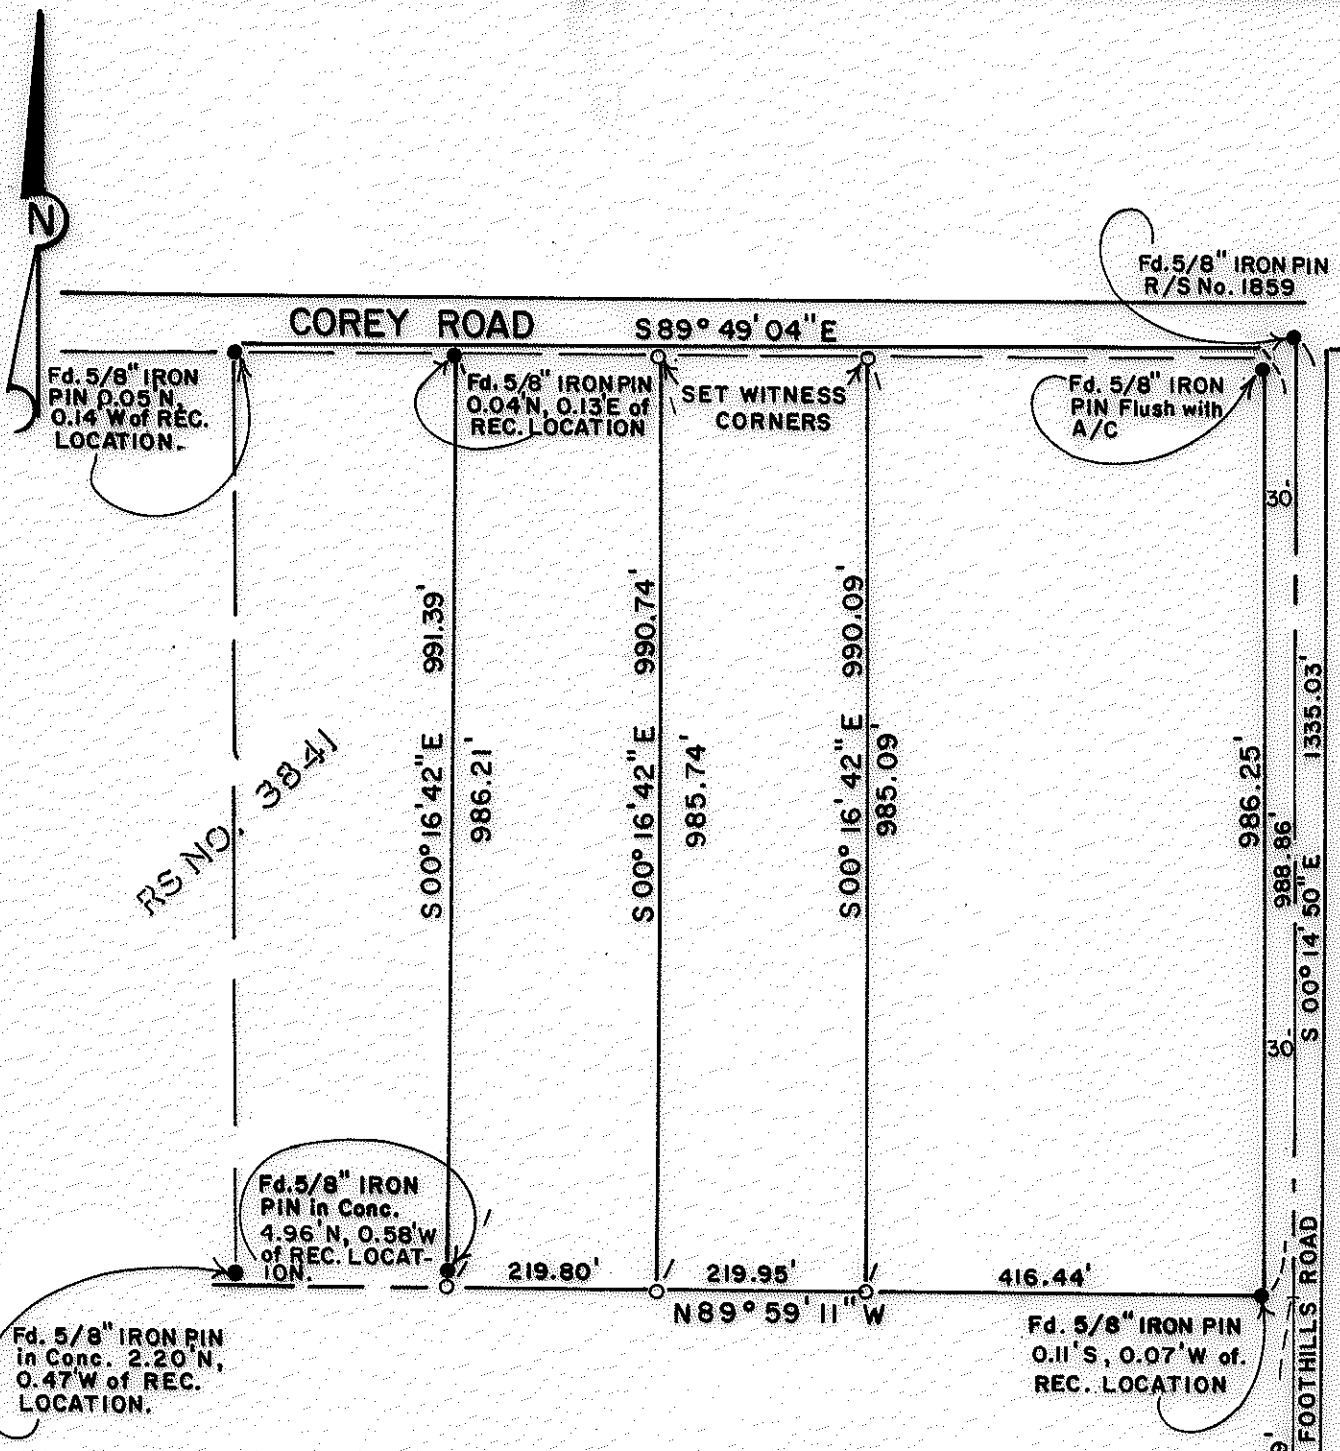 N
Fd. 5/8" IRON PIN
R/S No. 1859
COREY ROAD
S 89° 49' 04" E
Fd. 5/8" IRON
PIN 0.05'N,
0.14'W of REC.
LOCATION.
Fd. 5/8" IRON PIN
0.04'N, 0.13'E of
REC. LOCATION
SET WITNESS
CORNERS
Fd. 5/8" IRON
PIN Flush with
A/C
30'
991.39'
990.74'
990.09'
1335.03'
RS NO. 3841
S 00° 16' 42" E
986.21'
S 00° 16' 42" E
985.74'
S 00° 16' 42" E
985.09'
986.25'
988.86'
S 00° 14' 50" E
30'
Fd. 5/8" IRON
PIN in Conc.
4.96'N, 0.58'W
of REC. LOCAT-
ION.
219.80'
219.95'
416.44'
N 89° 59' 11" W
Fd. 5/8" IRON PIN
in Conc. 2.20'N,
0.47'W of REC.
LOCATION.
Fd. 5/8" IRON PIN
0.11'S, 0.07'W of.
REC. LOCATION
FOOTHILLS ROAD